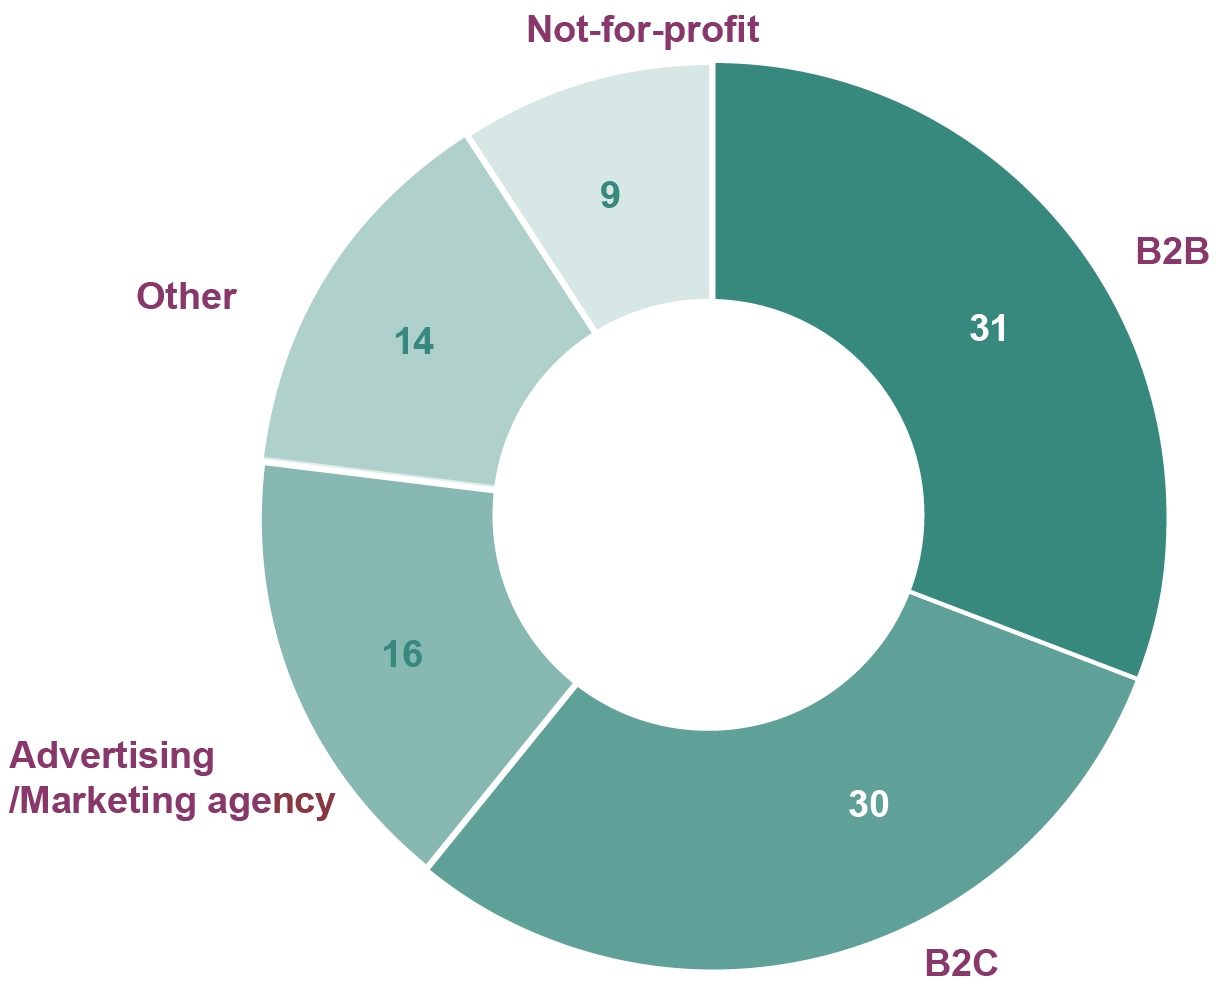 Not-for-profit
9
B2B
31
Other
14
16
Advertising
/Marketing agency
30
B2C